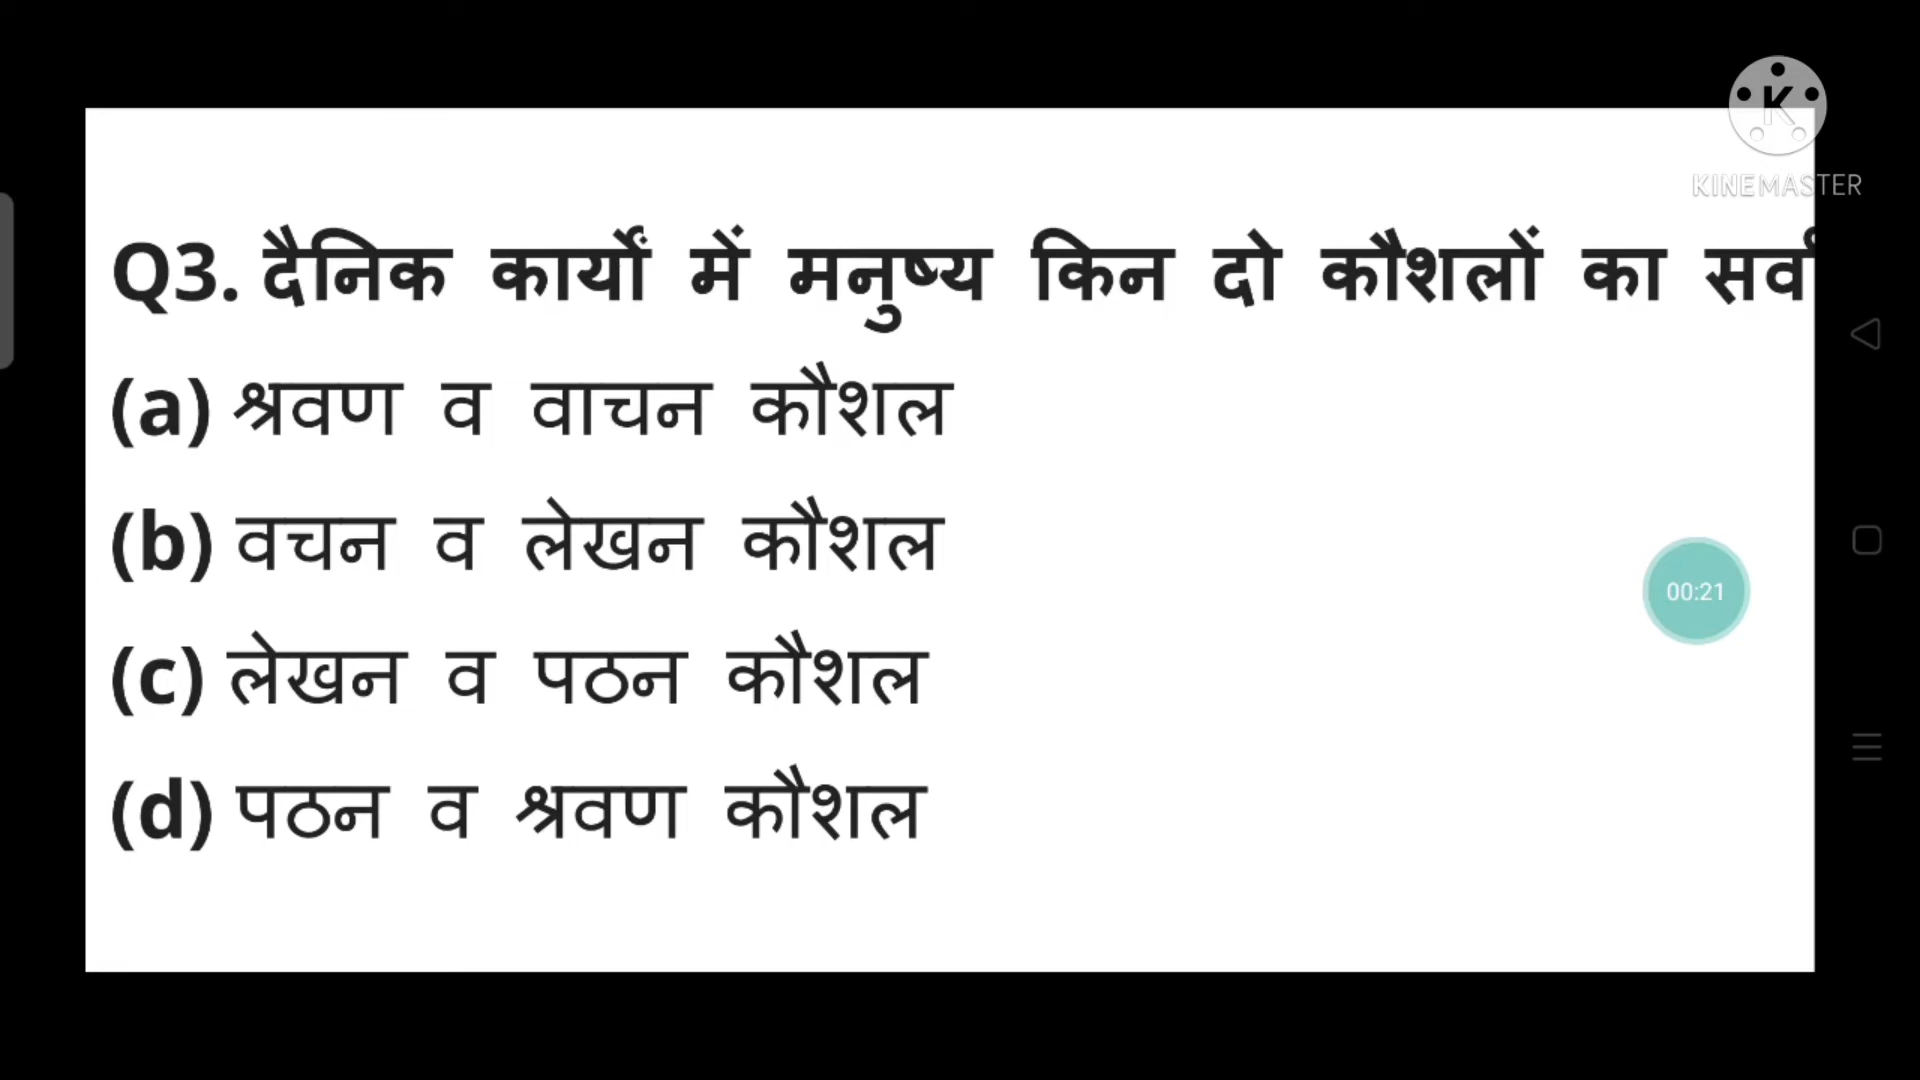 KINEMASTER
Q3. दैनिक कार्यों में मनुष्य किन दो कौशलों का
(a) श्रवण व वाचन कौशल
(b) वचन व लेखन कौशल
00:21
(c) लेखन व पठन कौशल
(d) पठन व श्रवण कौशल